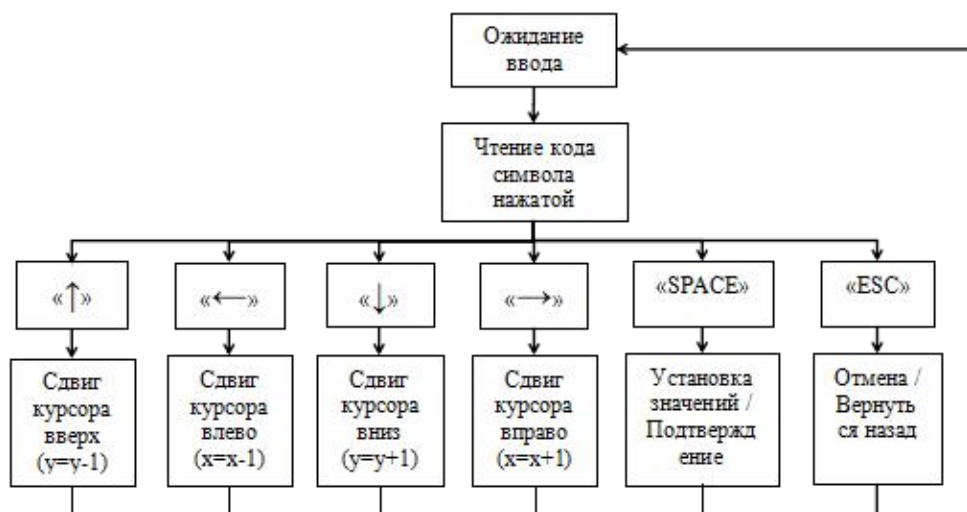 Ожидание
ввода
Чтение кода
символа
нажатой
«↑»
«←»
«↓»
«→»
«SPACE»
«ESC»
Сдвиг
курсора
вверх
(y=y-1)
Сдвиг
курсора
влево
(x=x-1)
Сдвиг
курсора
вниз
(y=y+1)
Сдвиг
курсора
вправо
(x=x+1)
Установка
значений /
Подтвержд
ение
Отмена /
Вернуть
ся назад